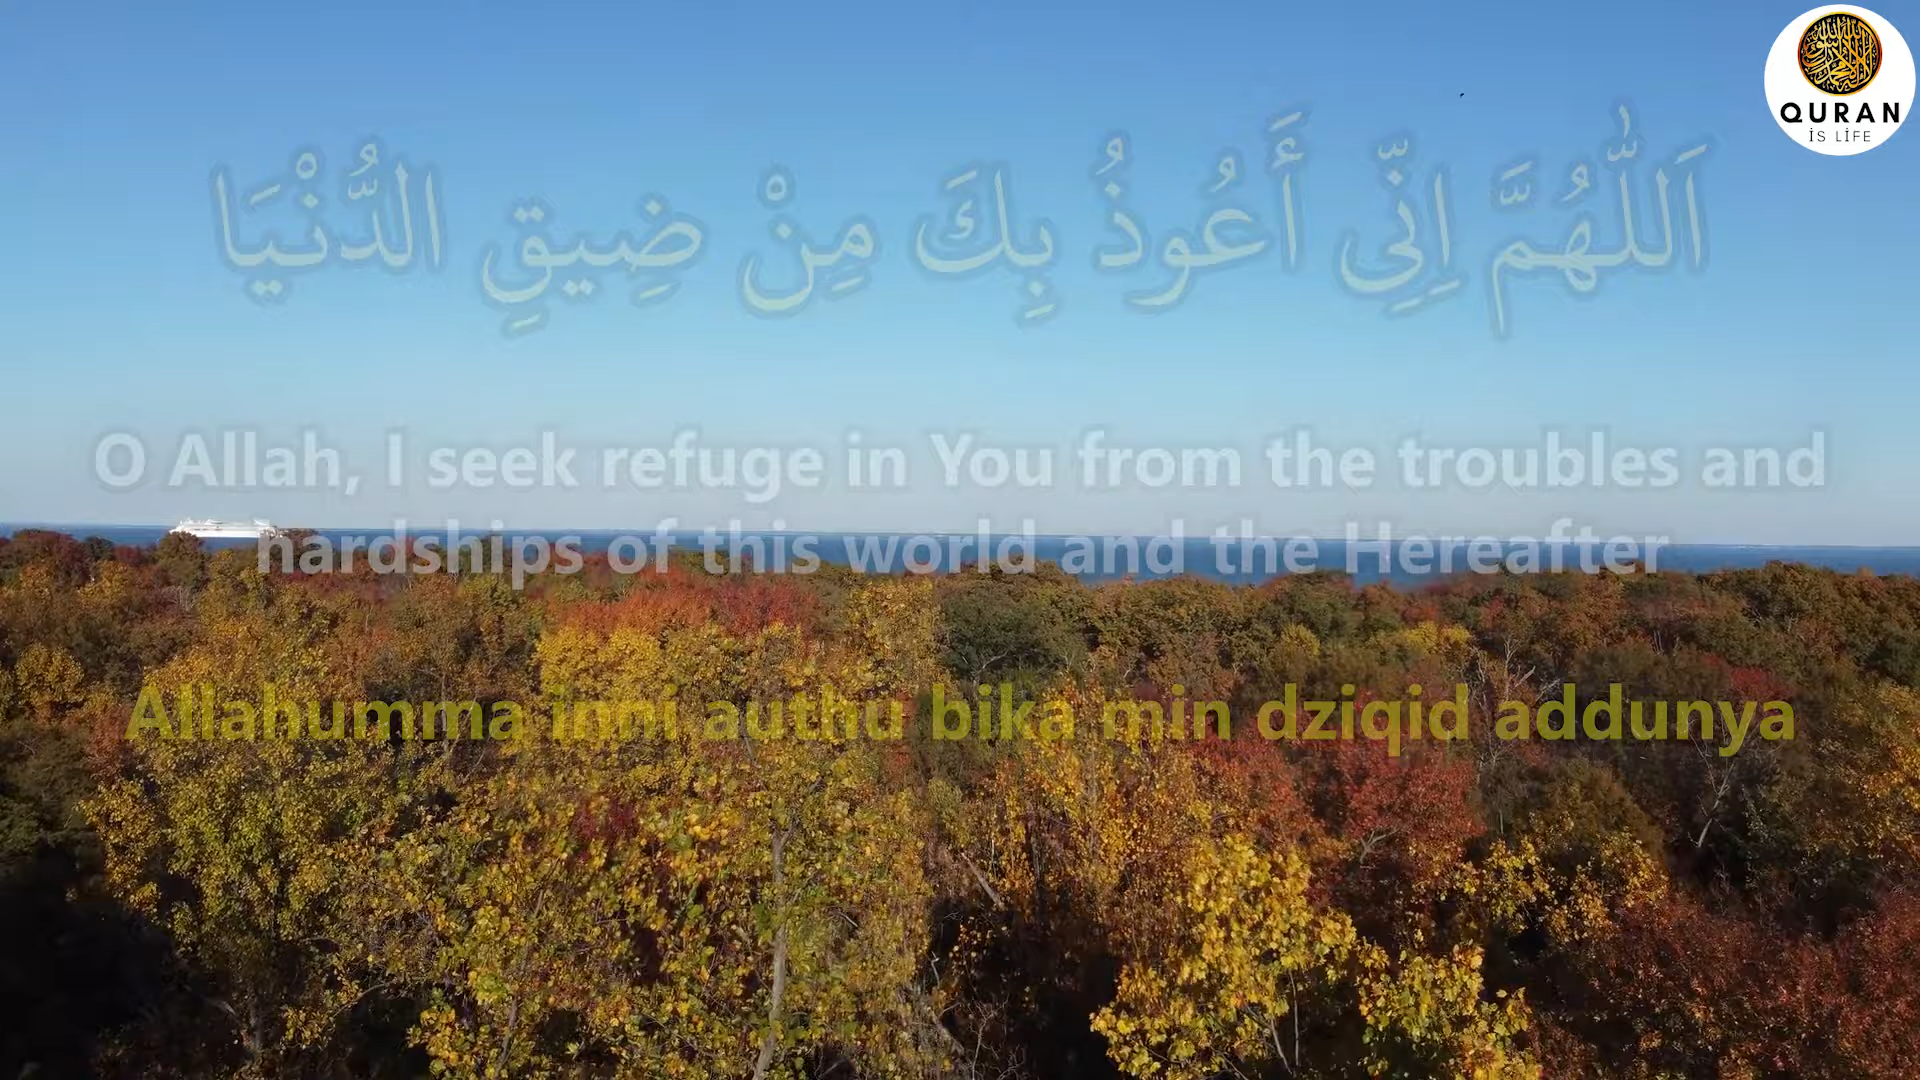 اَللّٰهُمَّ اِنِّى أَعُوذُ بِكَ مِنْ ضِيقِ الدُّنْيَا
QURAN
İS LİFE
O Allah, I seek refuge in You from the troubles and
hardships of this world and the Hereafter
Allahumma inni authu bika min dziqid addunya